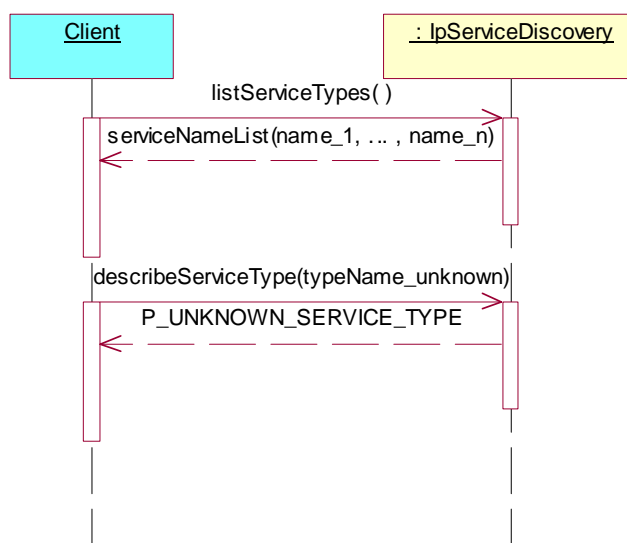 Client
: IpServiceDiscovery
listServiceTypes( )
serviceNameList(name_1, ... , name_n)
describeServiceType(typeName_unknown)
P_UNKNOWN_SERVICE_TYPE